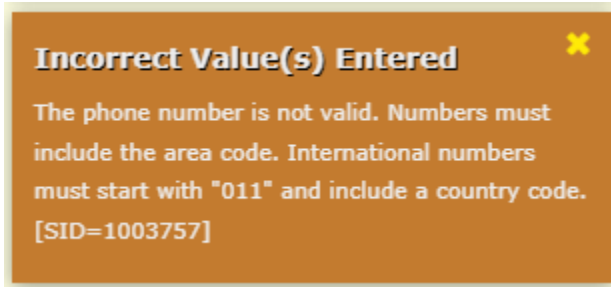 Incorrect Value(s) Entered
The phone number is not valid. Numbers must
include the area code. International numbers
must start with "011" and include a country code.
[SID=1003757]